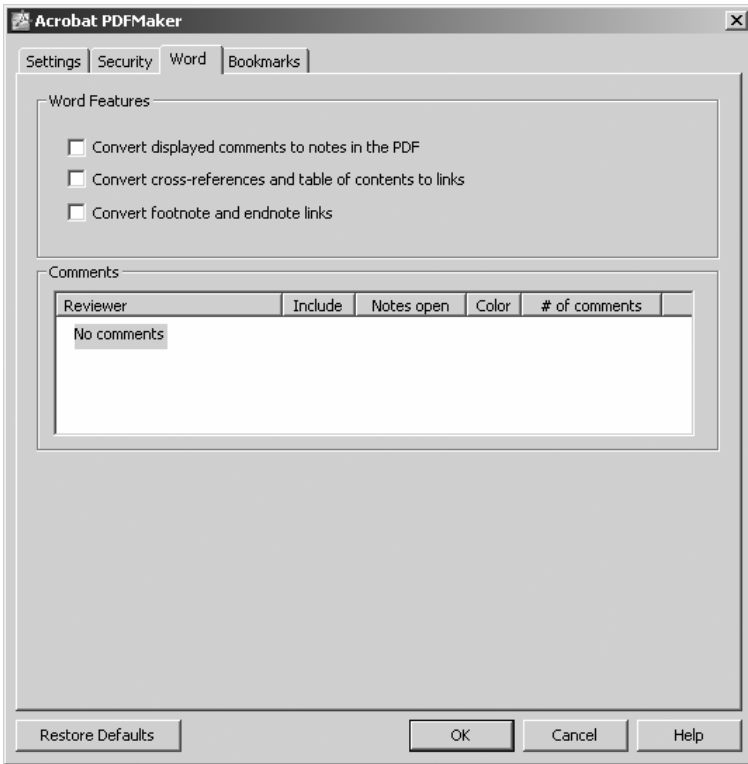 Acrobat PDFMaker
Settings Security Word Bookmarks
Word Features
Convert displayed comments to notes in the PDF
Convert cross-references and table of contents to links
Convert footnote and endnote links
Comments
Reviewer Include Notes open Color # of comments
No comments
Restore Defaults OK Cancel Help